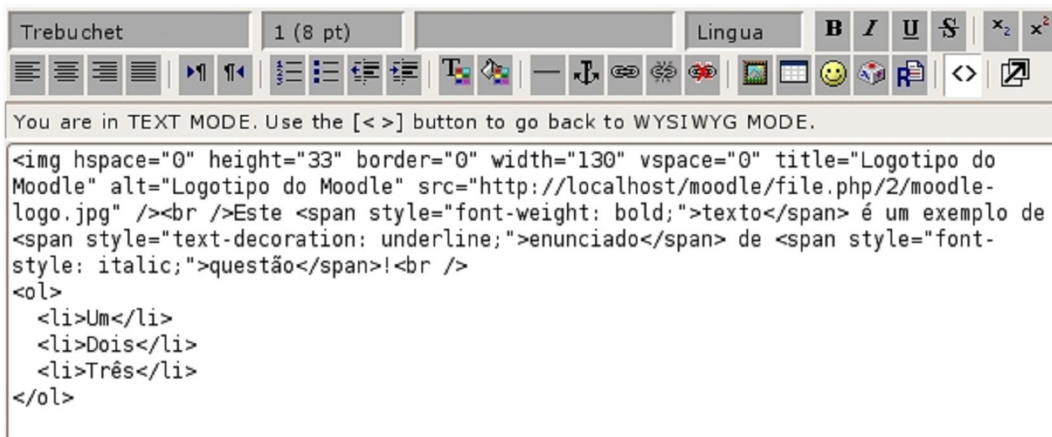 Trebuchet 1 (8 pt) Lingua B I U S x₂ x²
You are in TEXT MODE. Use the [< >] button to go back to WYSIWYG MODE.
<img hspace="0" height="33" border="0" width="130" vspace="0" title="Logotipo do
Moodle" alt="Logotipo do Moodle" src="http://localhost/moodle/file.php/2/moodle-
logo.jpg" /><br />Este <span style="font-weight: bold;">texto</span> é um exemplo de
<span style="text-decoration: underline;">enunciado</span> de <span style="font-
style: italic;">questão</span>!<br />
<ol>
  <li>Um</li>
  <li>Dois</li>
  <li>Três</li>
</ol>